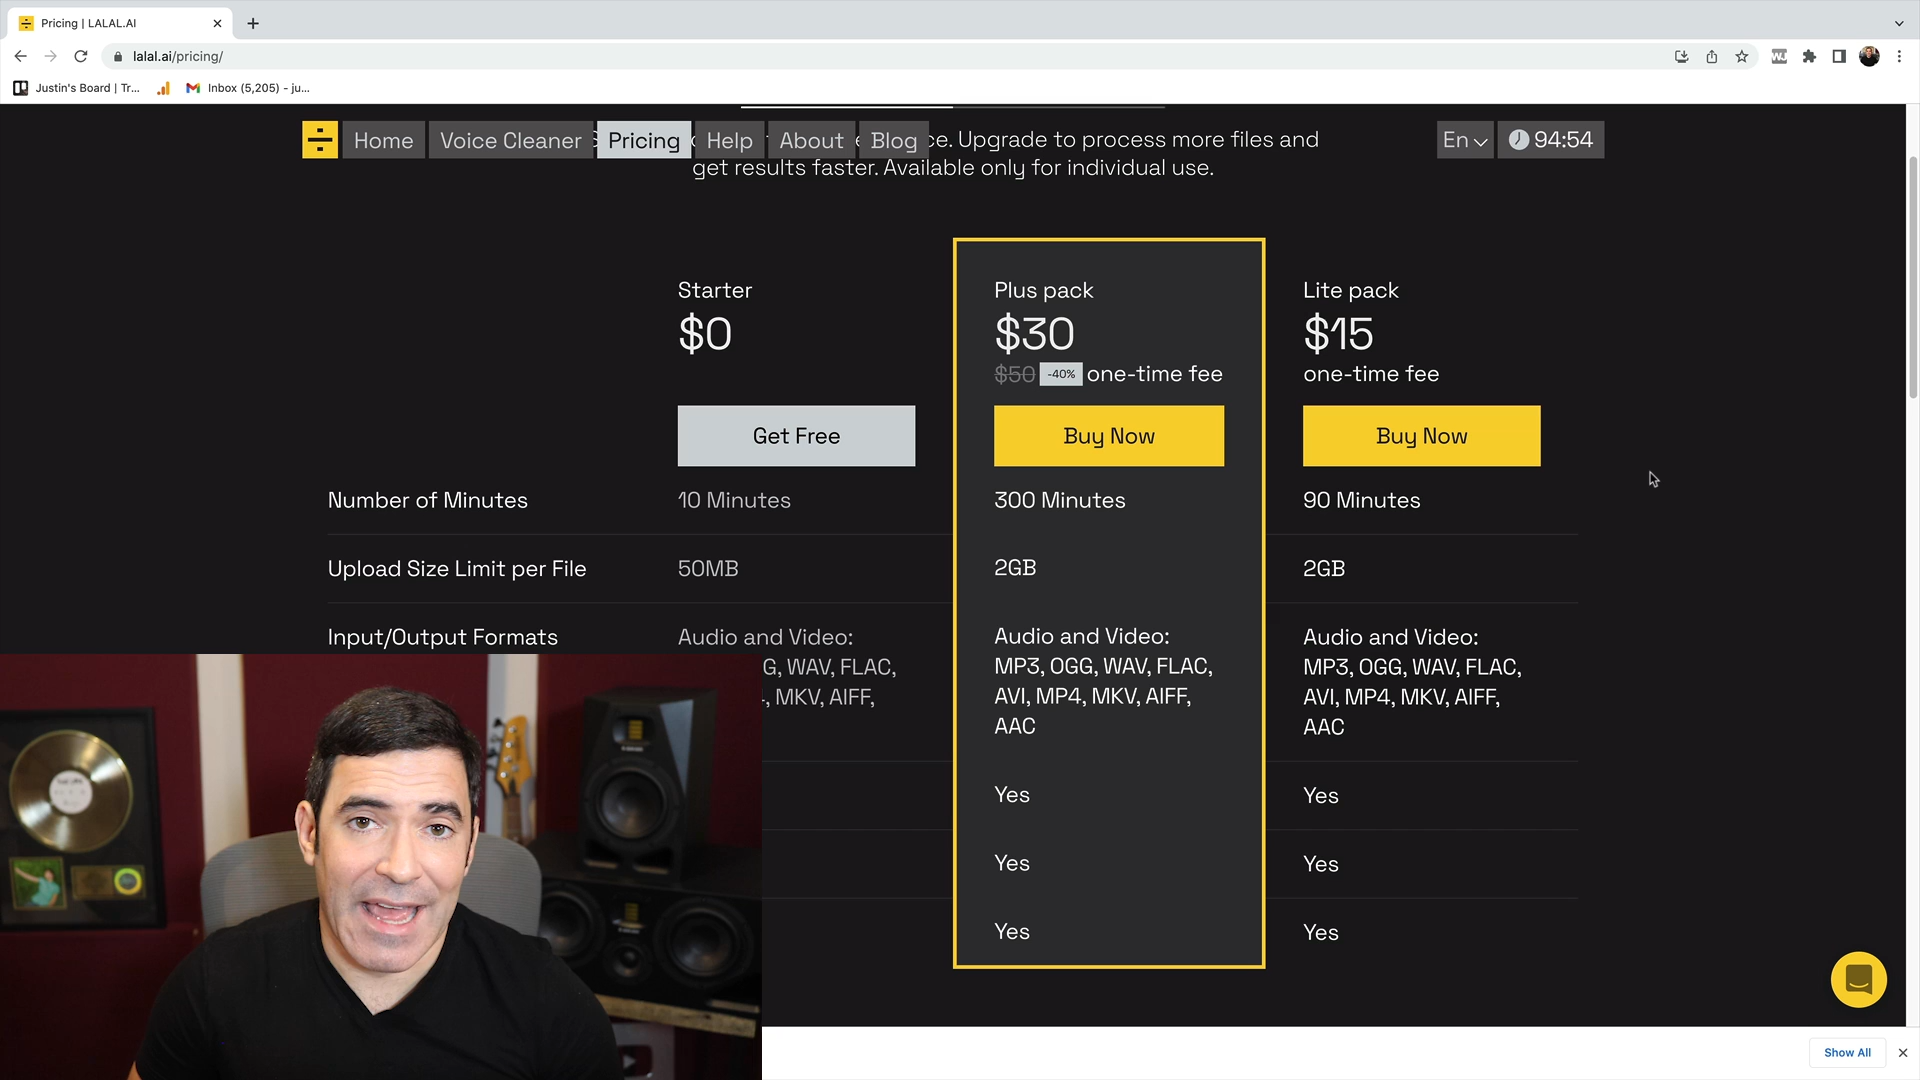 Pricing | LALAL.AI
lalal.ai/pricing/
Justin's Board | Tr...
Inbox (5,205) - ju...
Home
Voice Cleaner
Pricing
Help
About
Blog
ce. Upgrade to process more files and
get results faster. Available only for individual use.
En
94:54
Starter
$0
Get Free
Plus pack
$30
$50 -40% one-time fee
Buy Now
Lite pack
$15
one-time fee
Buy Now
Number of Minutes
10 Minutes
300 Minutes
90 Minutes
Upload Size Limit per File
50MB
2GB
2GB
Input/Output Formats
Audio and Video:
G, WAV, FLAC,
MKV, AIFF,
Audio and Video:
MP3, OGG, WAV, FLAC,
AVI, MP4, MKV, AIFF,
AAC
Audio and Video:
MP3, OGG, WAV, FLAC,
AVI, MP4, MKV, AIFF,
AAC
Yes
Yes
Yes
Yes
Yes
Yes
Show All